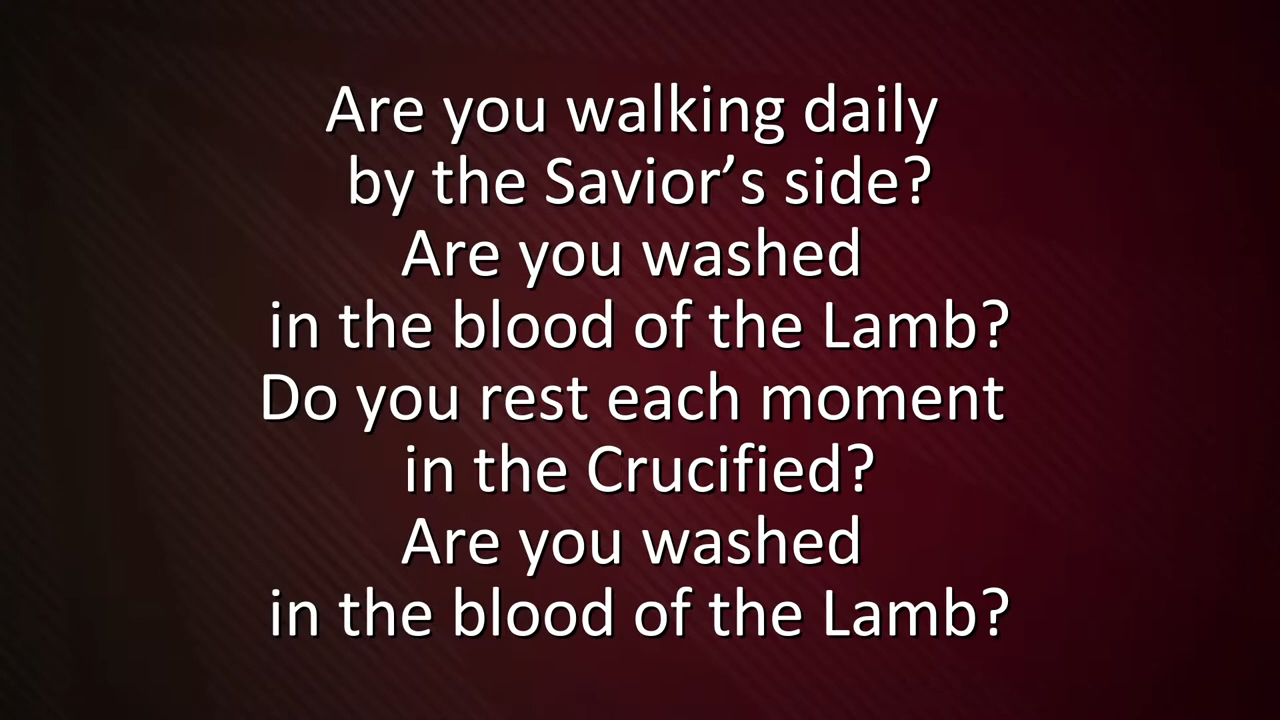 Are you walking daily
by the Savior’s side?
Are you washed
in the blood of the Lamb?
Do you rest each moment
in the Crucified?
Are you washed
in the blood of the Lamb?